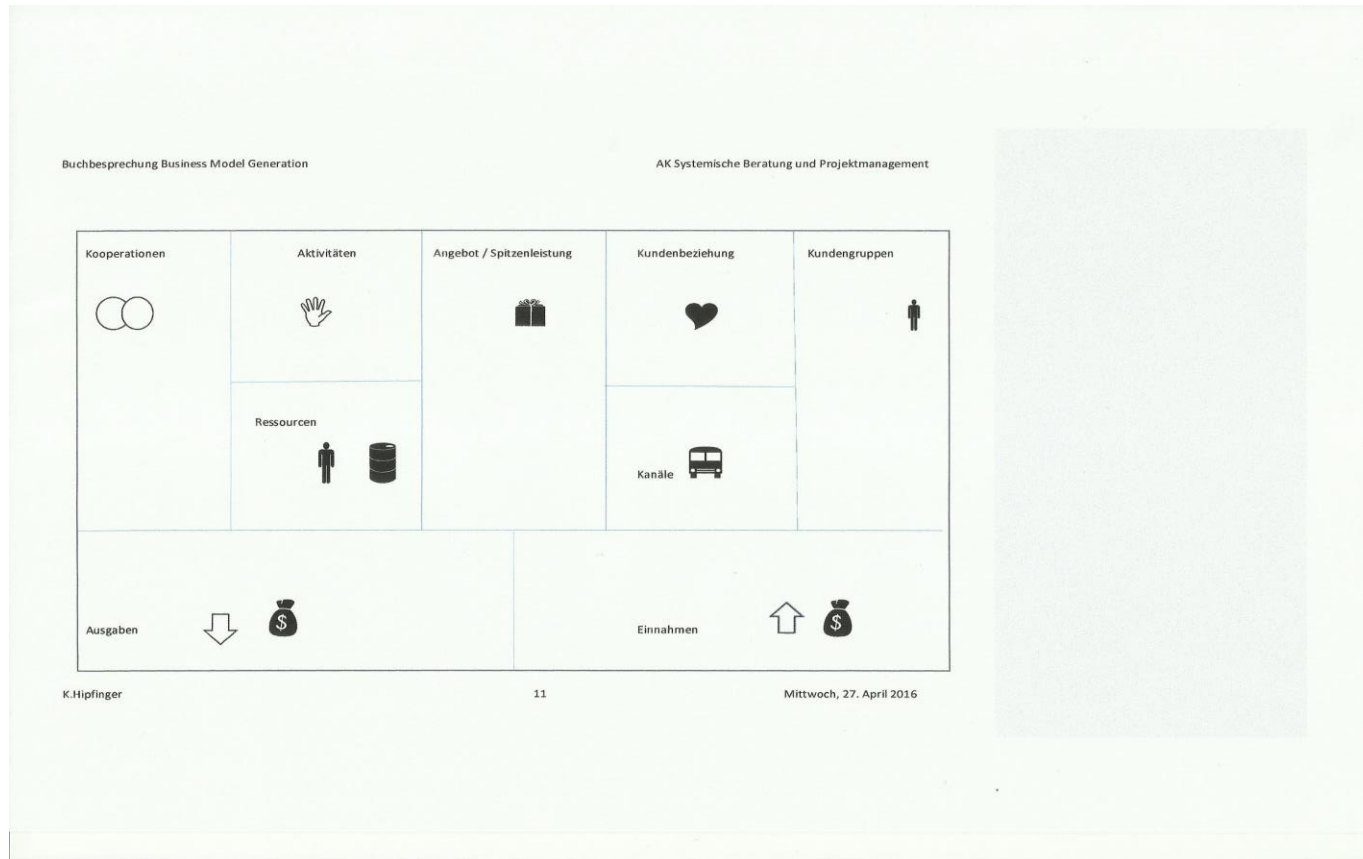 Buchbesprechung Business Model Generation
AK Systemische Beratung und Projektmanagement
Kooperationen
Aktivitäten
Angebot / Spitzenleistung
Kundenbeziehung
Kundengruppen
Ressourcen
Kanäle
Ausgaben
$
Einnahmen
$
K.Hipfinger
11
Mittwoch, 27. April 2016